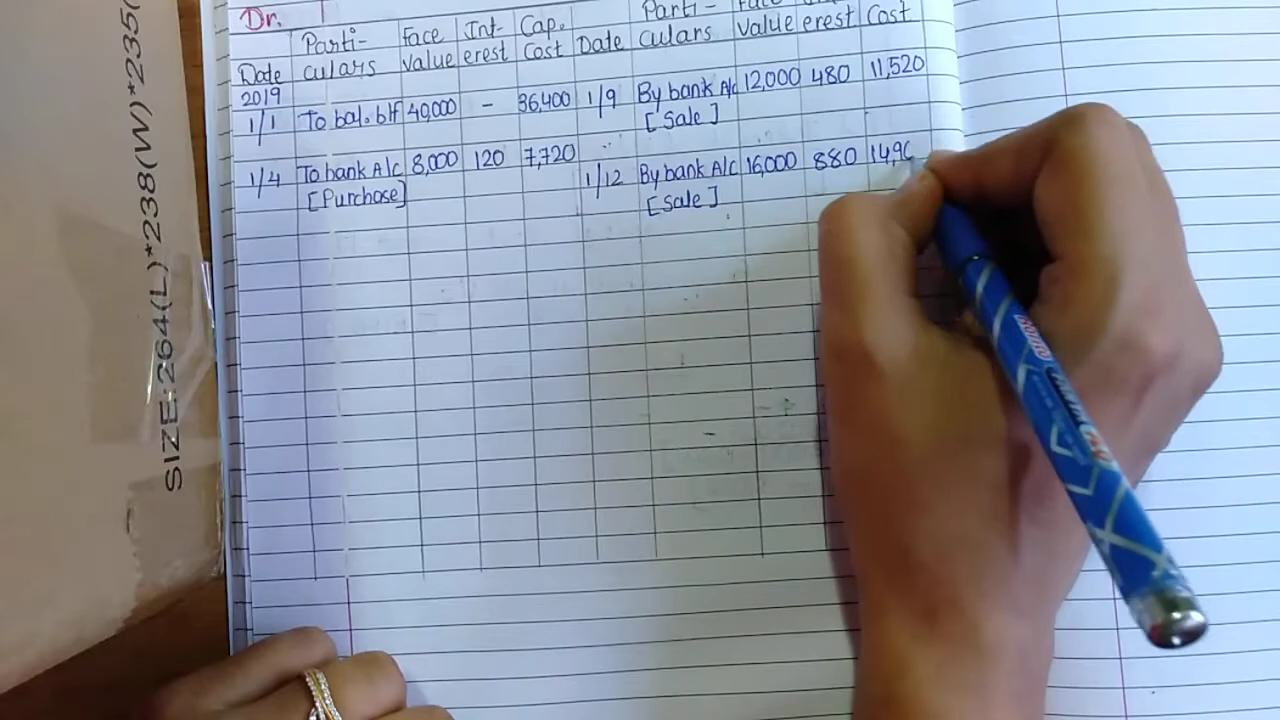 SIZE:264(L)*238(W)*235(
Dr.
Date Parti-culars Face value Int-erest Cap. Cost Date Parti-culars value erest Cost
2019
1/1 To bal. b/f 40,000 - 36,400 1/9 By bank A/c 12,000 480 11,520
[Sale]
1/4 To bank A/c 8,000 120 7,720 1/12 By bank A/c 16,000 880 14,9
[Purchase] [Sale]